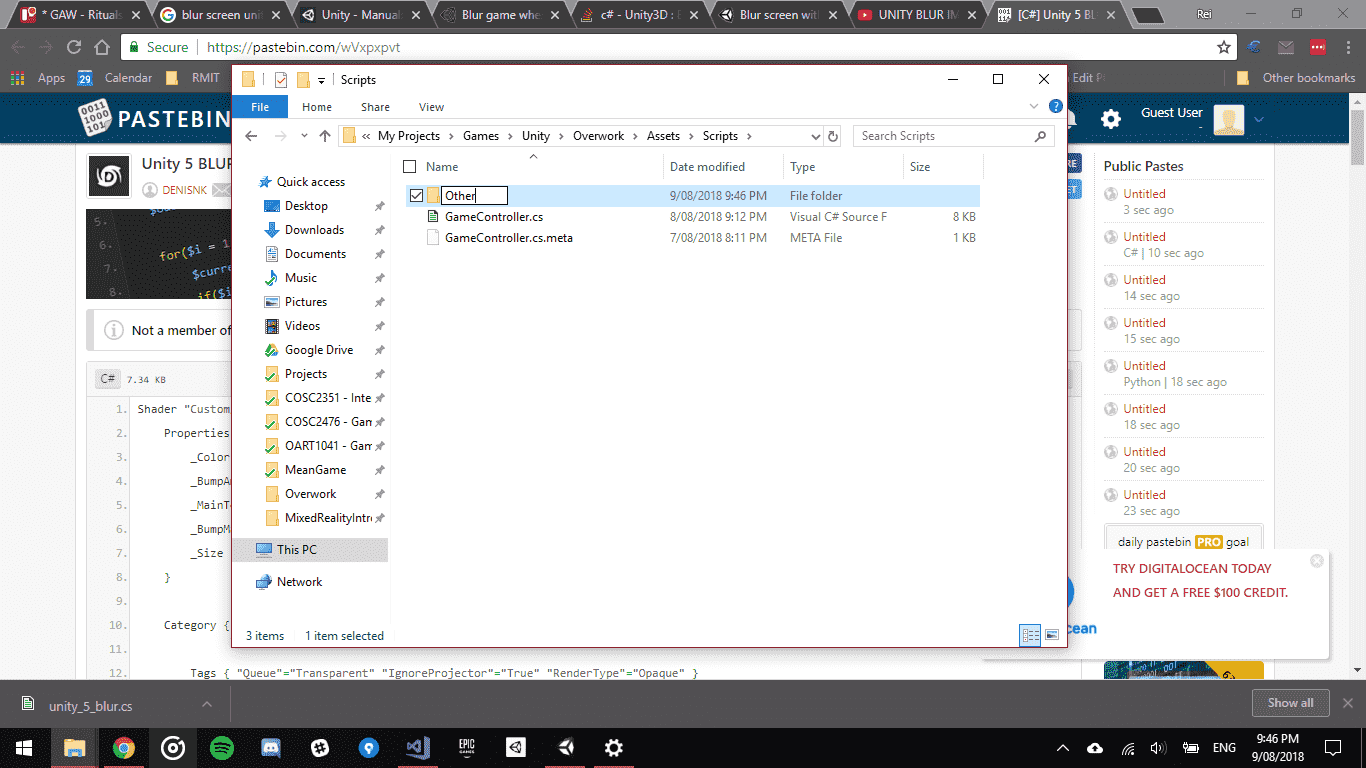 * GAW - Rituals
blur screen unit
Unity - Manual:
Blur game whe
c# - Unity3D : B
Blur screen with
UNITY BLUR IM
[C#] Unity 5 BL
Rei
Secure https://pastebin.com/wVxpxpvt
Apps
Calendar
RMIT
Other bookmarks
PASTEBIN
Guest User
Scripts
File Home Share View
« My Projects > Games > Unity > Overwork > Assets > Scripts >
Search Scripts
Name Date modified Type Size
Other 9/08/2018 9:46 PM File folder
GameController.cs 8/08/2018 9:12 PM Visual C# Source F 8 KB
GameController.cs.meta 7/08/2018 8:11 PM META File 1 KB
Quick access
Desktop
Downloads
Documents
Music
Pictures
Videos
Google Drive
Projects
COSC2351 - Inte
COSC2476 - Gam
OART1041 - Gam
MeanGame
Overwork
MixedRealityIntr
This PC
Network
3 items 1 item selected
Unity 5 BLUR
DENISNK
5.
6. for($i = 1
7. $curre
8. if($i
Not a member of
C# 7.34 KB
1. Shader "Custom
2. Properties
3. _Color
4. _BumpAm
5. _MainT
6. _BumpM
7. _Size
8. }
9.
10. Category {
11.
12. Tags { "Queue"="Transparent" "IgnoreProjector"="True" "RenderType"="Opaque" }
Public Pastes
Untitled
3 sec ago
Untitled
C# | 10 sec ago
Untitled
14 sec ago
Untitled
15 sec ago
Untitled
Python | 18 sec ago
Untitled
18 sec ago
Untitled
20 sec ago
Untitled
23 sec ago
daily pastebin PRO goal
TRY DIGITALOCEAN TODAY
AND GET A FREE $100 CREDIT.
cean
unity_5_blur.cs
Show all
EPIC
GAMES
ENG
9:46 PM
9/08/2018